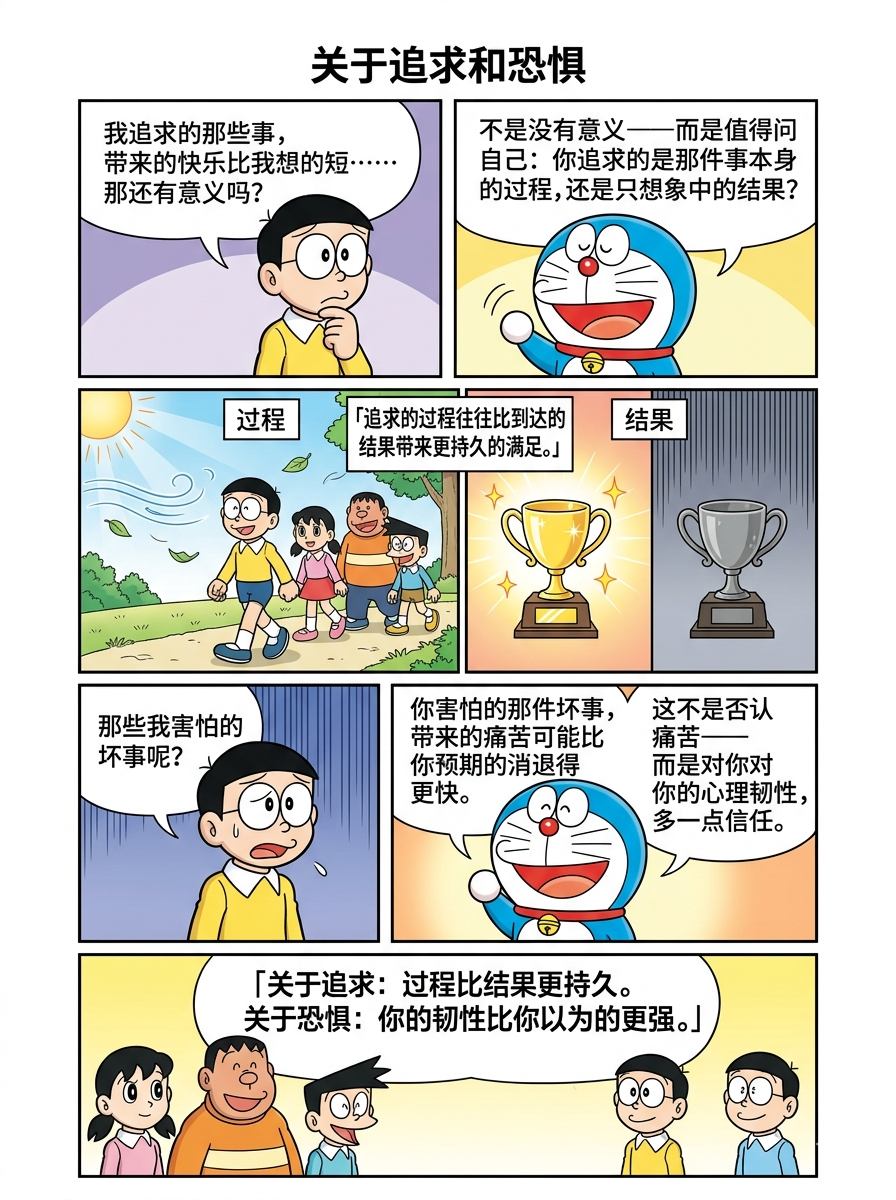 关于追求和恐惧
我追求的那些事，
带来的快乐比我想的短……
那还有意义吗？
不是没有意义——而是值得问
自己：你追求的是那件事本身
的过程，还是只想象中的结果？
过程
「追求的过程往往比到达的
结果带来更持久的满足。」
结果
那些我害怕的
坏事呢？
你害怕的那件坏事，
带来的痛苦可能比
你预期的消退得
更快。
这不是否认
痛苦——
而是对你对
你的心理韧性，
多一点信任。
「关于追求：过程比结果更持久。
关于恐惧：你的韧性比你以为的更强。」